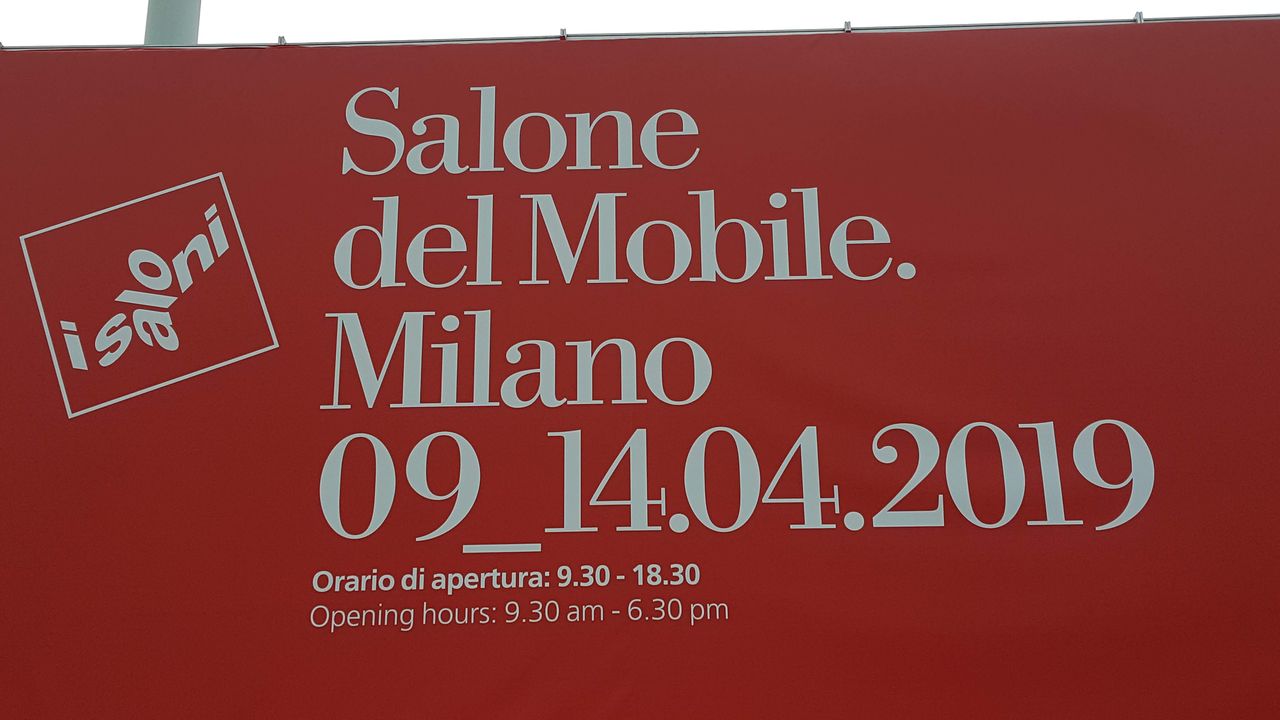 i saloni
Salone
del Mobile.
Milano
09_14.04.2019
Orario di apertura: 9.30 - 18.30
Opening hours: 9.30 am - 6.30 pm